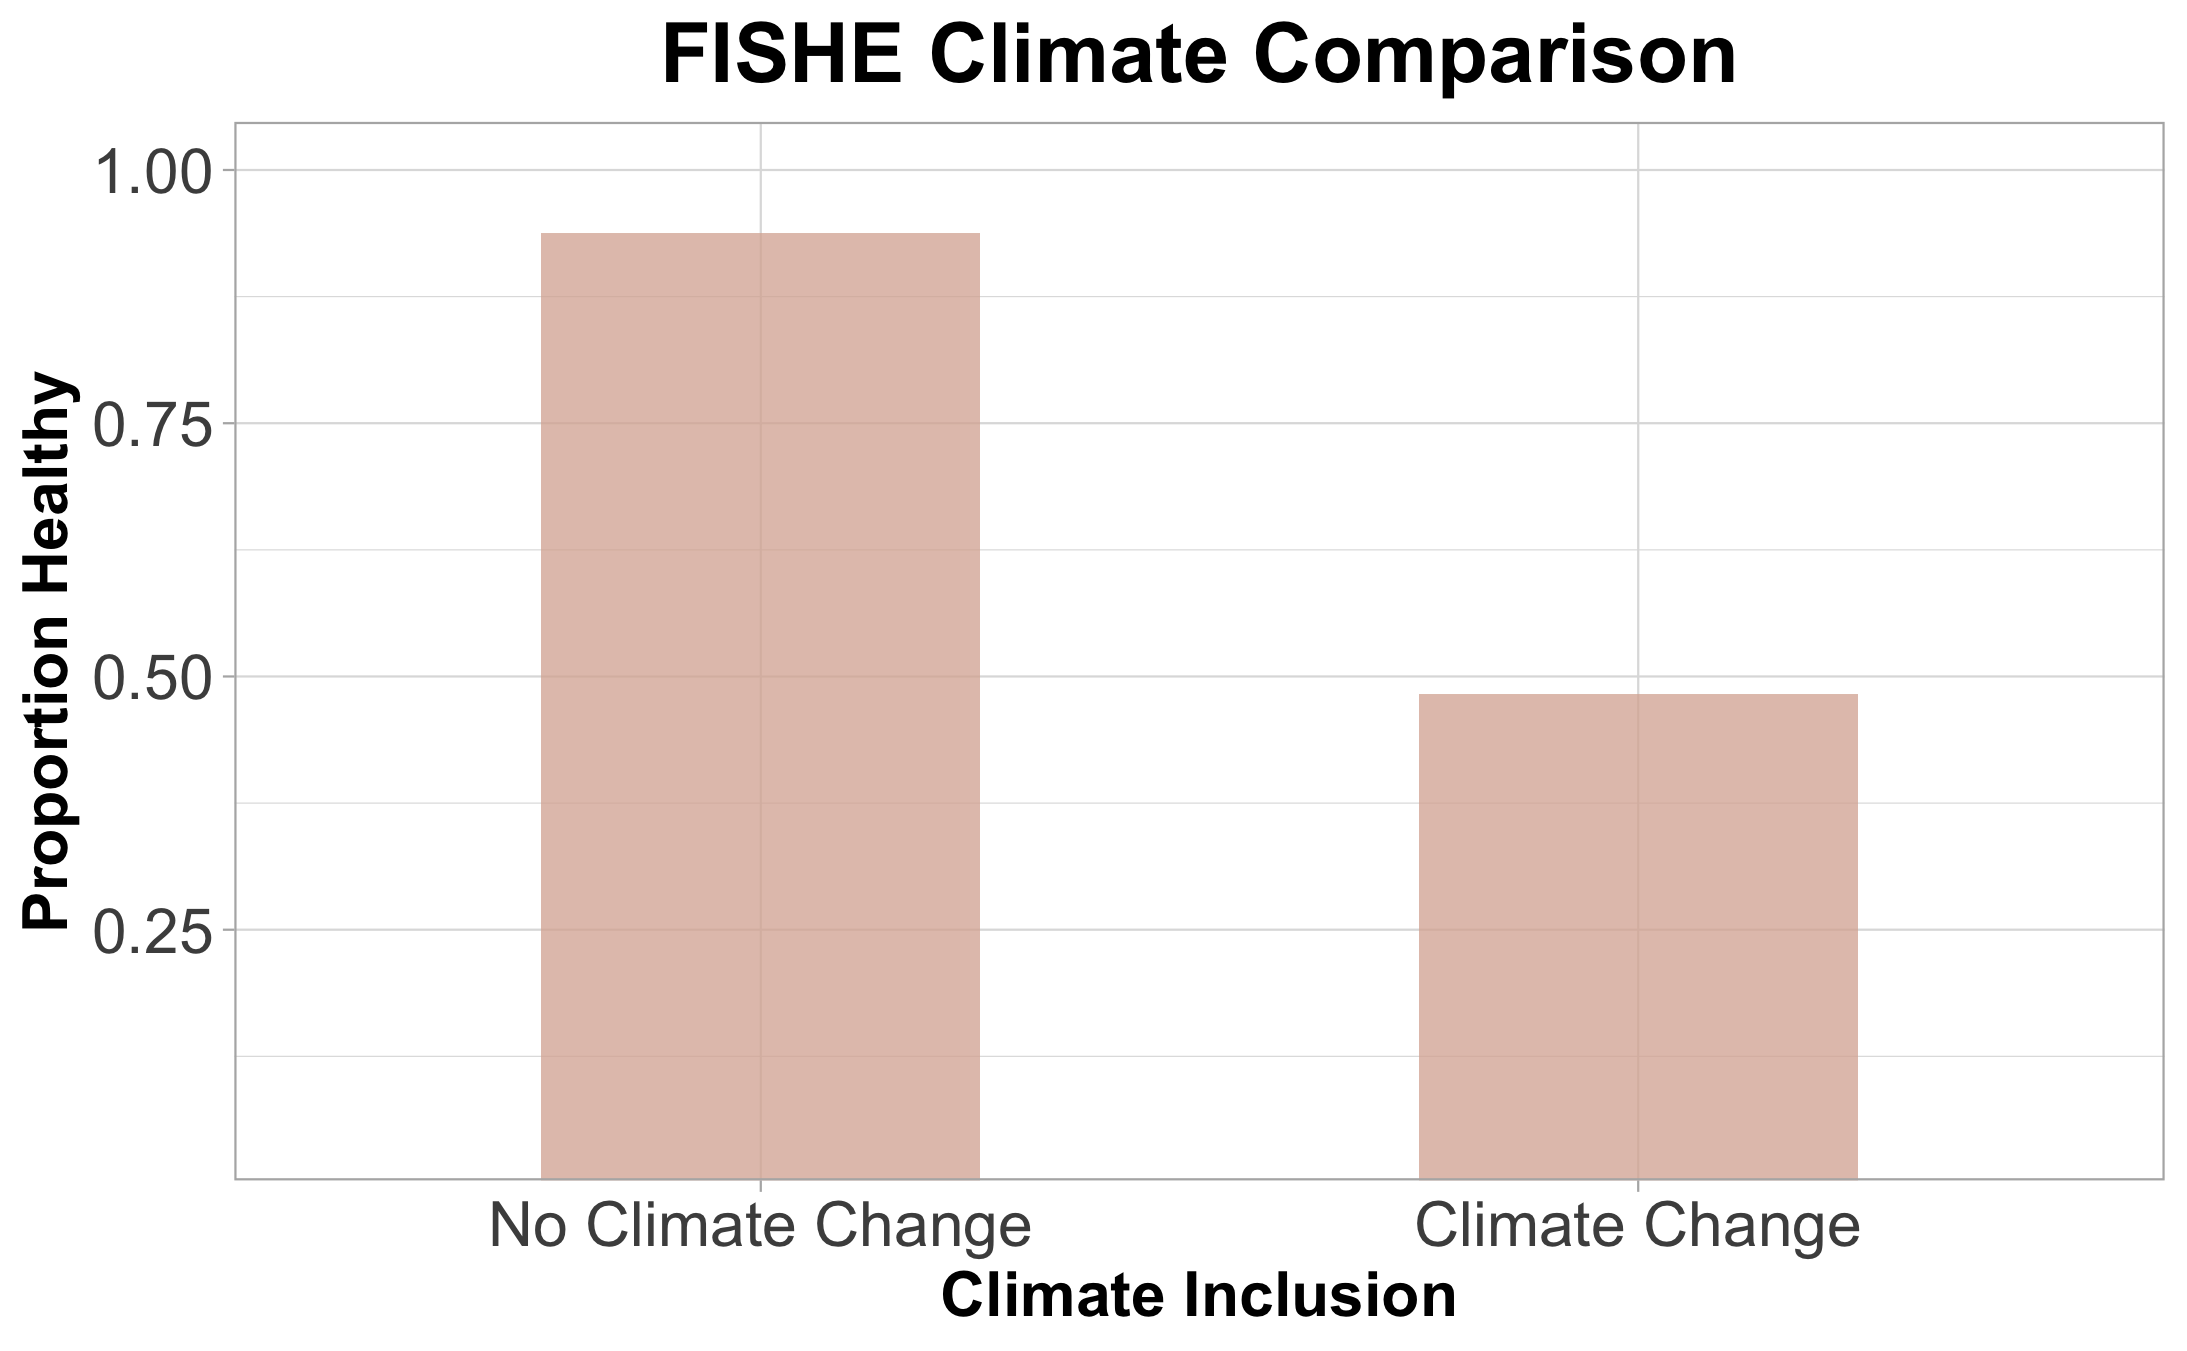 FISHE Climate Comparison
Proportion Healthy
1.00
0.75
0.50
0.25
No Climate Change
Climate Change
Climate Inclusion